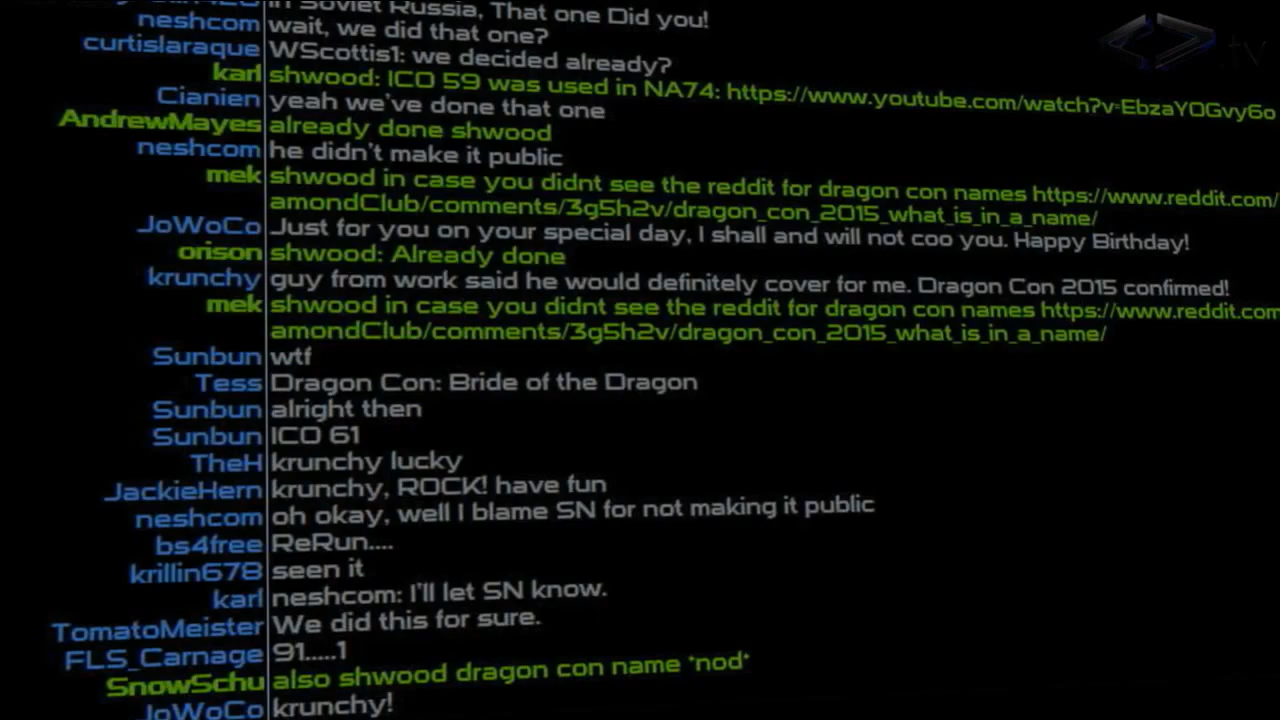 in Soviet Russia, That one Did you!
neshcom wait, we did that one?
curtislaraque WScottis1: we decided already?
karl shwood: ICO 59 was used in NA74: https://www.youtube.com/watch?v=EbzaYOGvy6o
Cianien yeah we've done that one
AndrewMayes already done shwood
neshcom he didn't make it public
mek shwood in case you didnt see the reddit for dragon con names https://www.reddit.com/
amondClub/comments/3g5h2v/dragon_con_2015_what_is_in_a_name/
JoWoCo Just for you on your special day, I shall and will not coo you. Happy Birthday!
orison shwood: Already done
krunchy guy from work said he would definitely cover for me. Dragon Con 2015 confirmed!
mek shwood in case you didnt see the reddit for dragon con names https://www.reddit.com
amondClub/comments/3g5h2v/dragon_con_2015_what_is_in_a_name/
Sunbun wtf
Tess Dragon Con: Bride of the Dragon
Sunbun alright then
Sunbun ICO 61
TheH krunchy lucky
JackieHern krunchy, ROCK! have fun
neshcom oh okay, well I blame SN for not making it public
bs4free ReRun....
krillin678 seen it
karl neshcom: I'll let SN know.
TomatoMeister We did this for sure.
FLS_Carnage 91.....1
SnowSchu also shwood dragon con name *nod*
JoWoCo krunchy!
.tv